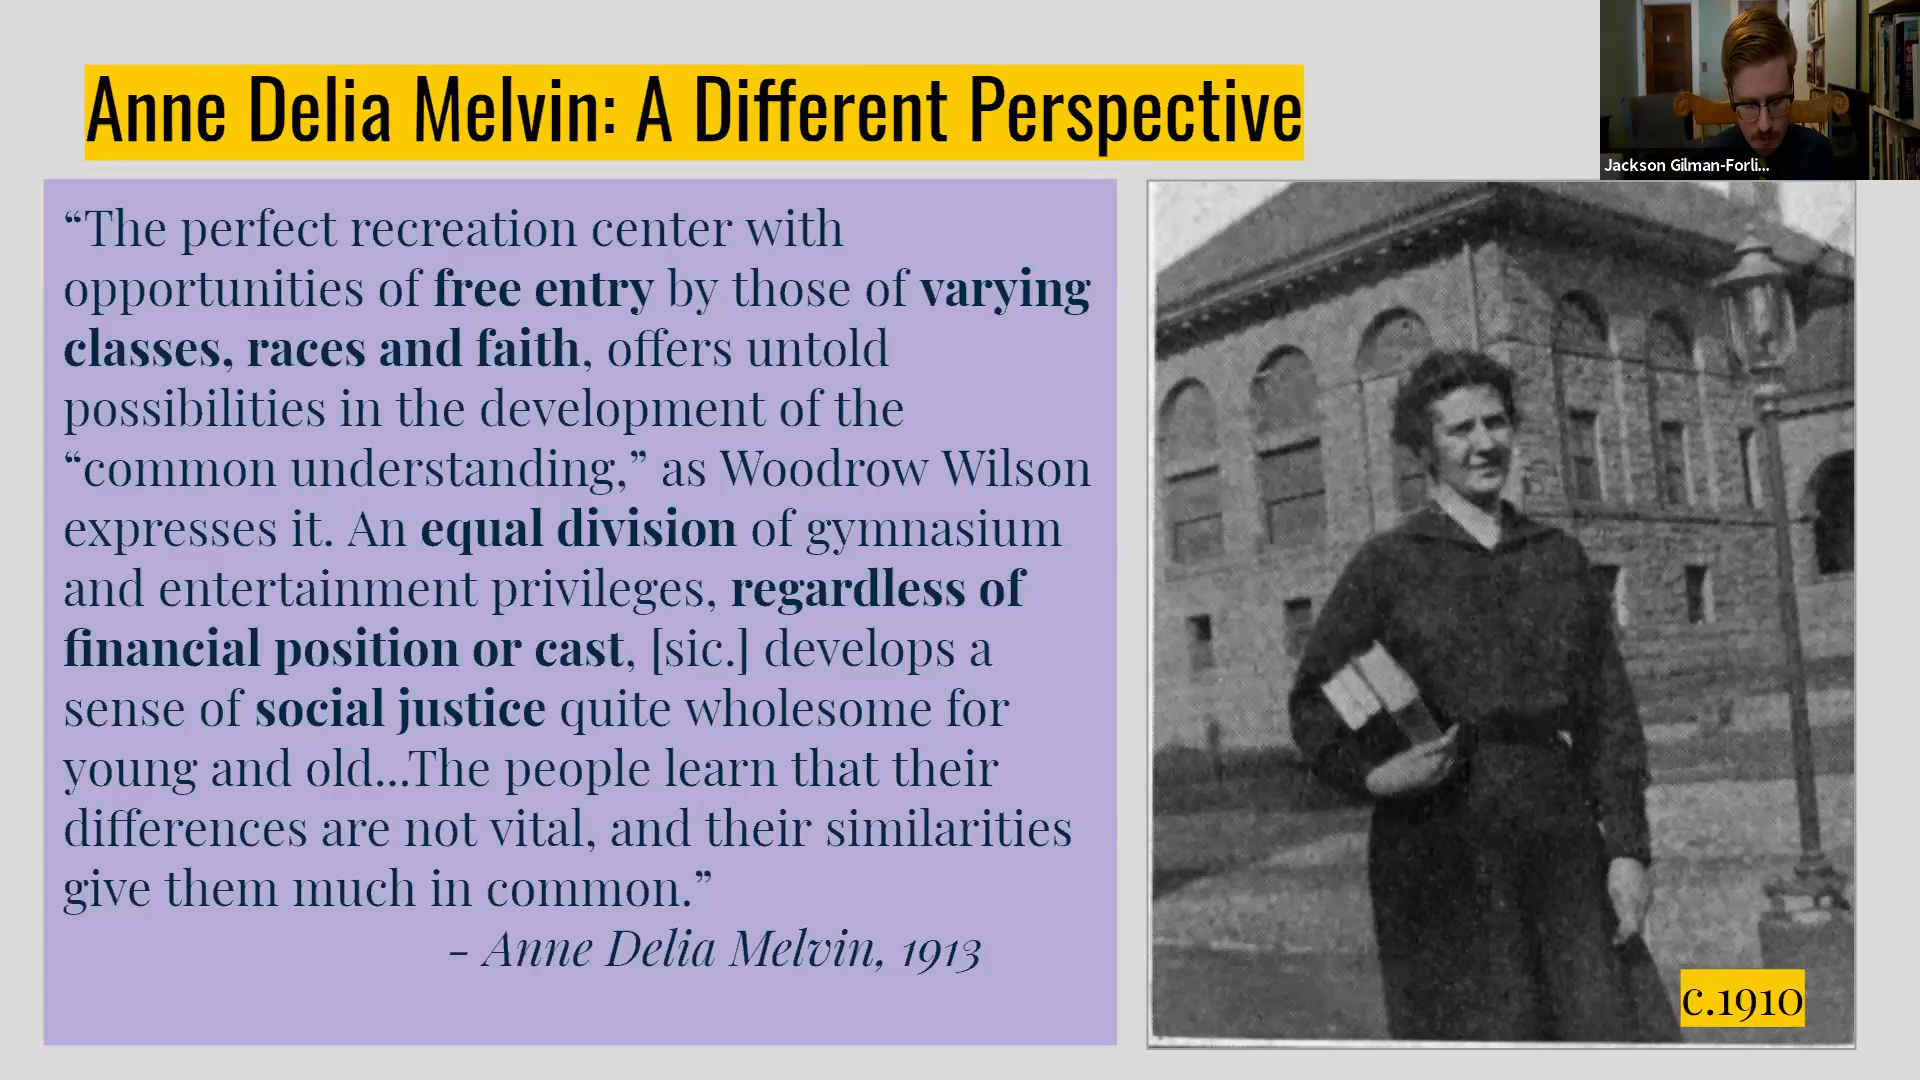 Anne Delia Melvin: A Different Perspective
Jackson Gilman-Forli...
“The perfect recreation center with
opportunities of free entry by those of varying
classes, races and faith, offers untold
possibilities in the development of the
“common understanding,” as Woodrow Wilson
expresses it. An equal division of gymnasium
and entertainment privileges, regardless of
financial position or cast, [sic.] develops a
sense of social justice quite wholesome for
young and old...The people learn that their
differences are not vital, and their similarities
give them much in common.”
- Anne Delia Melvin, 1913
c.1910